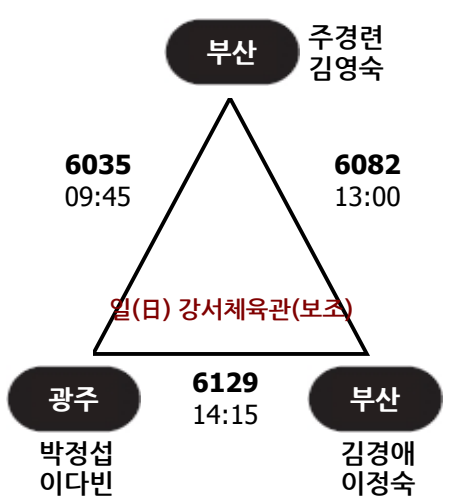 부산
주경련
김영숙
6035
09:45
6082
13:00
일(日) 강서체육관(보조)
광주
6129
14:15
부산
박정섭
이다빈
김경애
이정숙